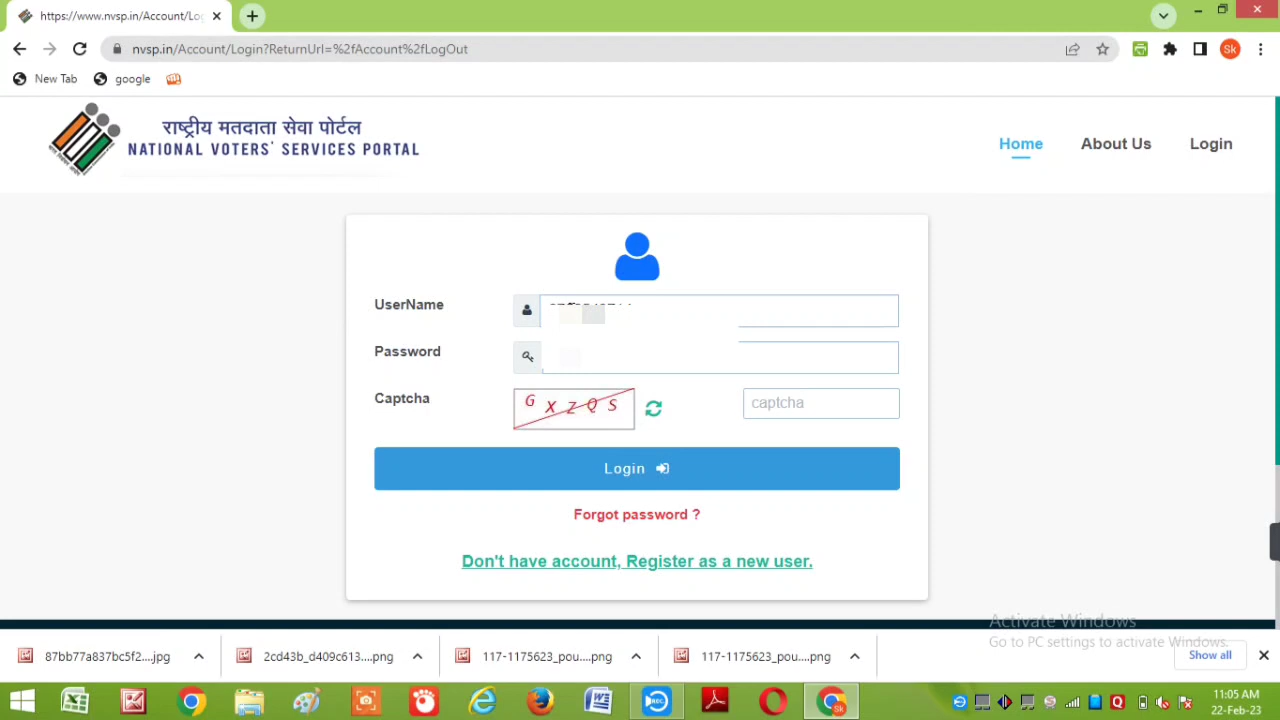 https://www.nvsp.in/Account/Lo
nvsp.in/Account/Login?ReturnUrl=%2fAccount%2fLogOut
Sk
New Tab
google
राष्ट्रीय मतदाता सेवा पोर्टल
NATIONAL VOTERS' SERVICES PORTAL
Home
About Us
Login
UserName
Password
Captcha
G X Z Q S
captcha
Login
Forgot password ?
Don't have account, Register as a new user.
Activate Windows
Go to PC settings to activate Windows.
87bb77a837bc5f2....jpg
2cd43b_d409c613....png
117-1175623_pou....png
117-1175623_pou....png
Show all
REC
11:05 AM
22-Feb-23